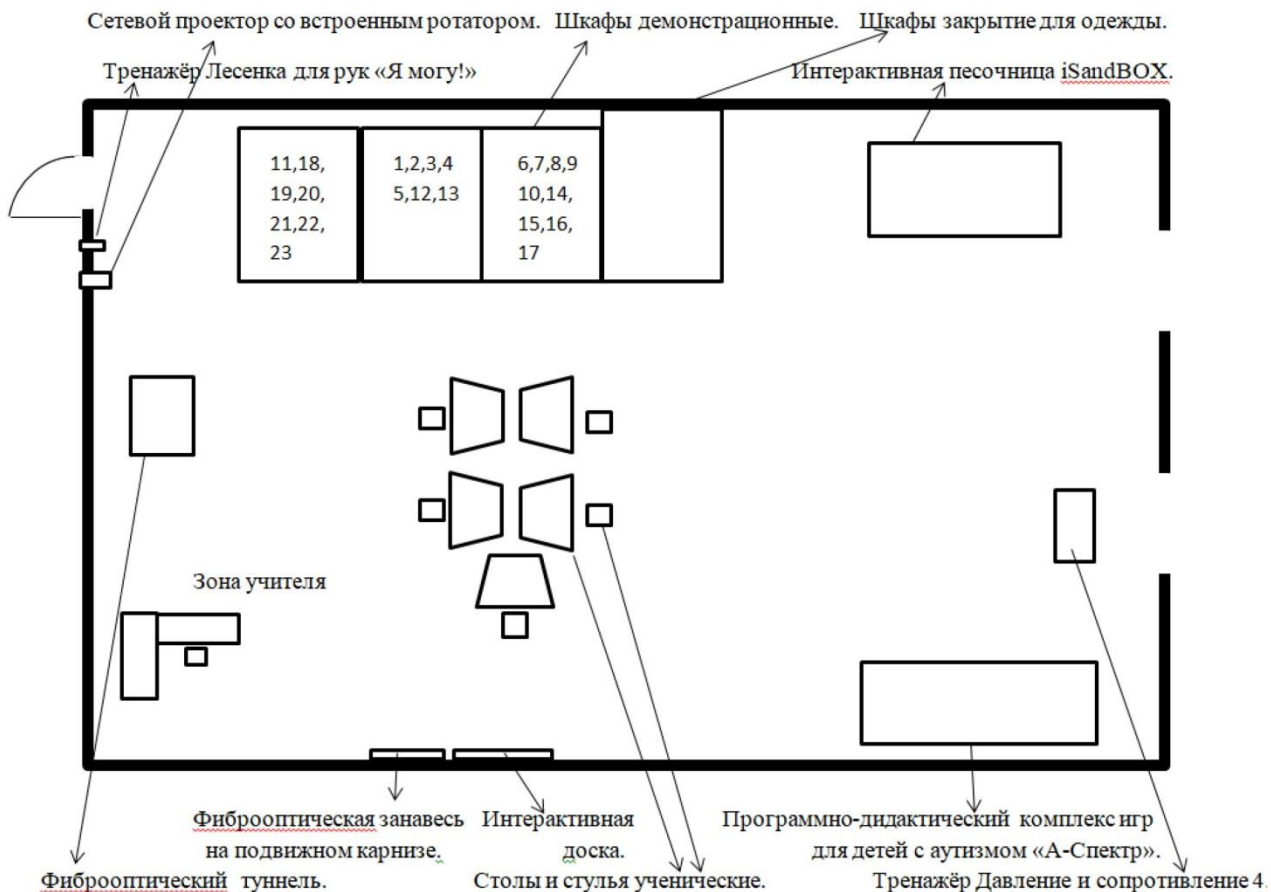 Сетевой проектор со встроенным ротатором. Шкафы демонстрационные. Шкафы закрытие для одежды.
Тренажёр Лесенка для рук «Я могу!» Интерактивная песочница iSandBOX.
11,18,
19,20,
21,22,
23
1,2,3,4
5,12,13
6,7,8,9
10,14,
15,16,
17
Зона учителя
Фиброоптическая занавесь
на подвижном карнизе.
Интерактивная
доска.
Программно-дидактический комплекс игр
для детей с аутизмом «А-Спектр».
Фиброоптический туннель.
Столы и стулья ученические.
Тренажёр Давление и сопротивление 4.